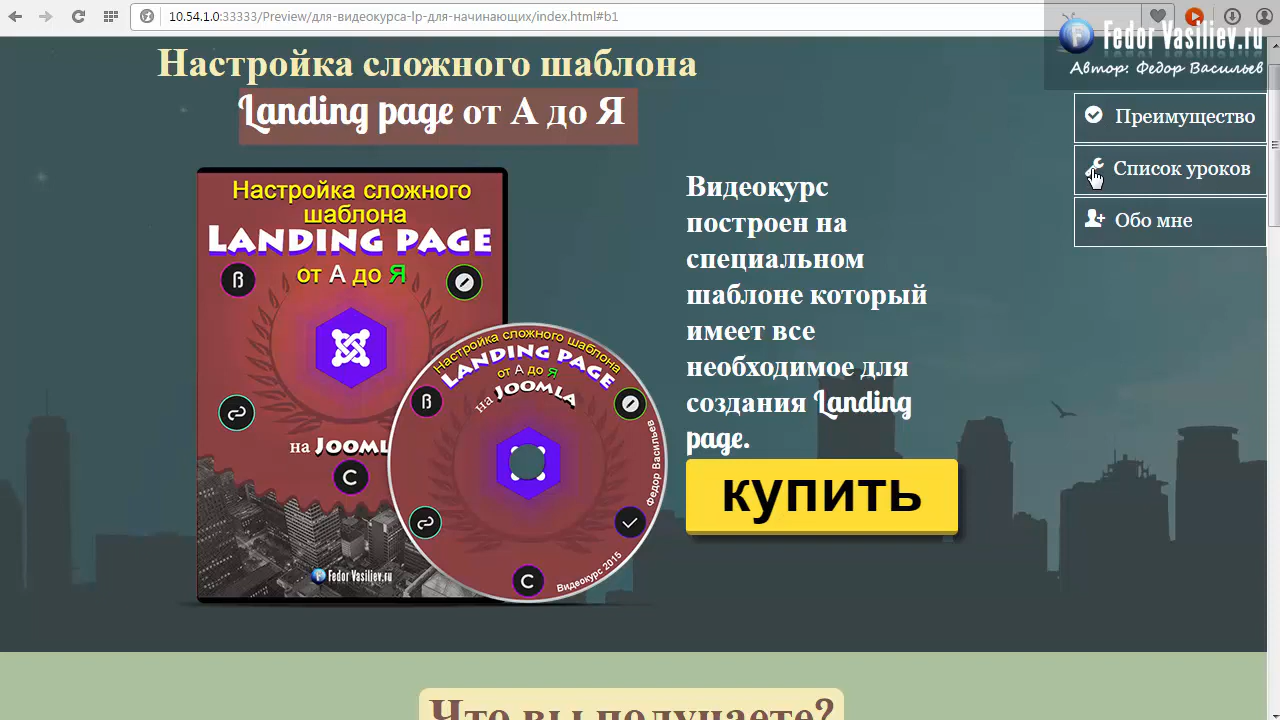 10.54.1.0:33333/Preview/для-видеокурса-lp-для-начинающих/index.html#b1
Fedor Vasiliev.ru
Автор: Федор Васильев
Настройка сложного шаблона
Landing page от А до Я
Преимущество
Список уроков
Обо мне
Настройка сложного
шаблона
LANDING PAGE
от А до Я
на JOOML
Fedor Vasiliev.ru
Настройка сложного шаблона
LANDING PAGE
от А до Я
на JOOMLA
Федор Васильев
Видеокурс 2015
Видеокурс
построен на
специальном
шаблоне который
имеет все
необходимое для
создания Landing
page.
купить
Что вы получаете?